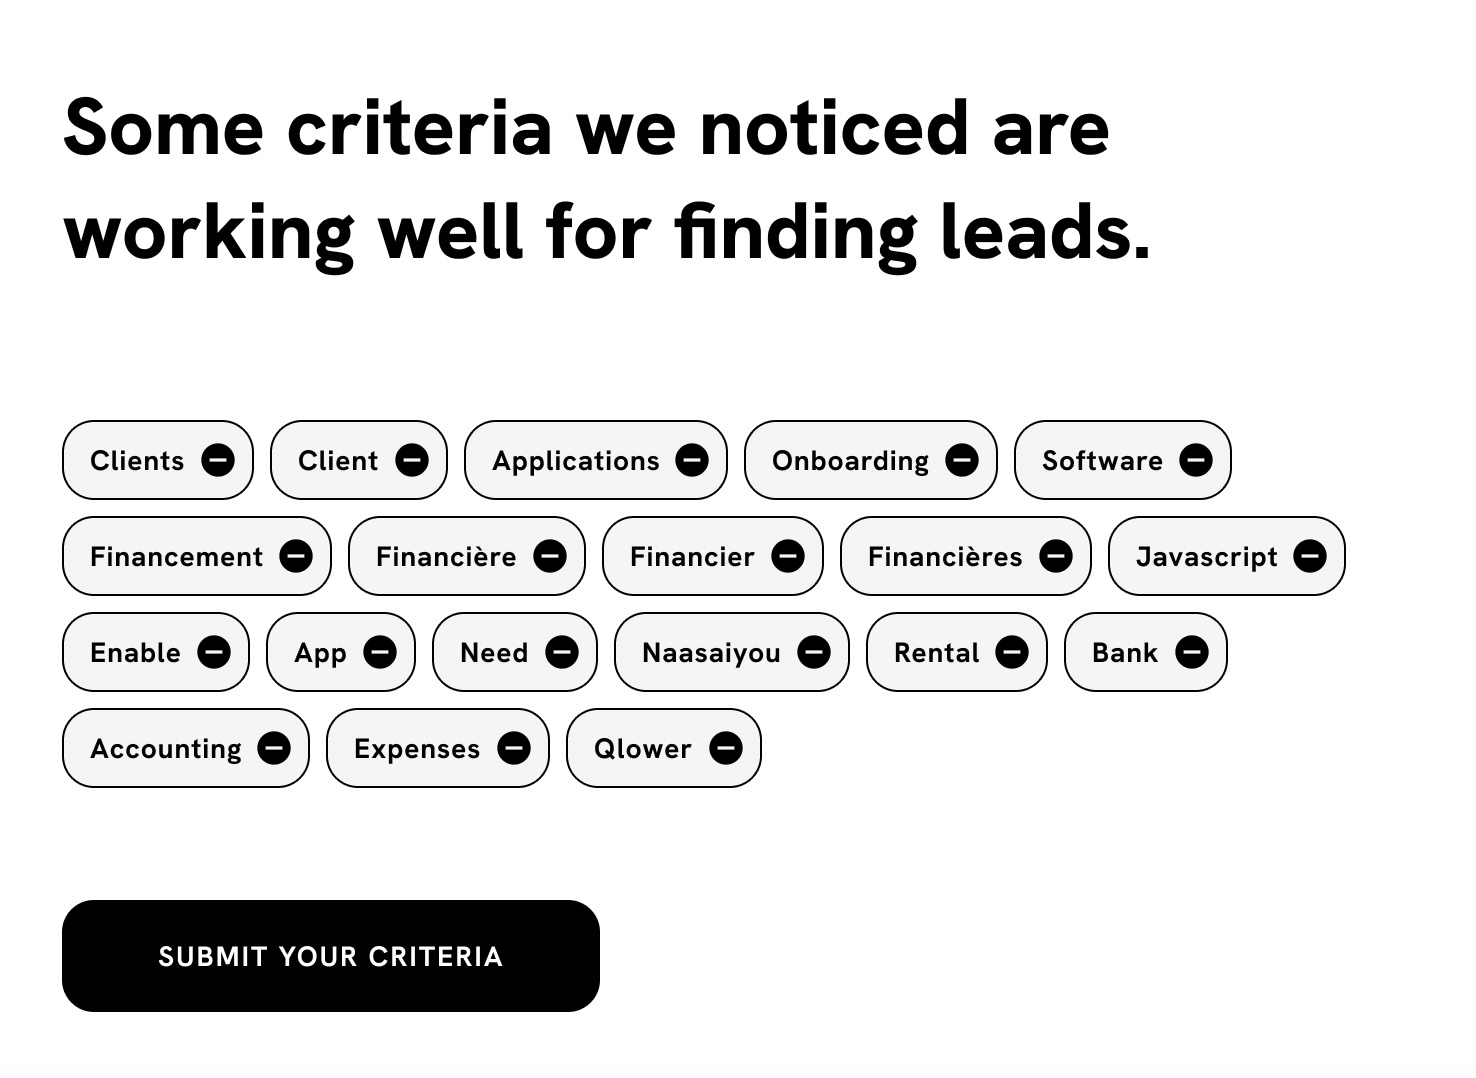 Some criteria we noticed are
working well for finding leads.
Clients Client Applications Onboarding Software
Financement Financière Financier Financières Javascript
Enable App Need Naasaiyou Rental Bank
Accounting Expenses Qlower
SUBMIT YOUR CRITERIA